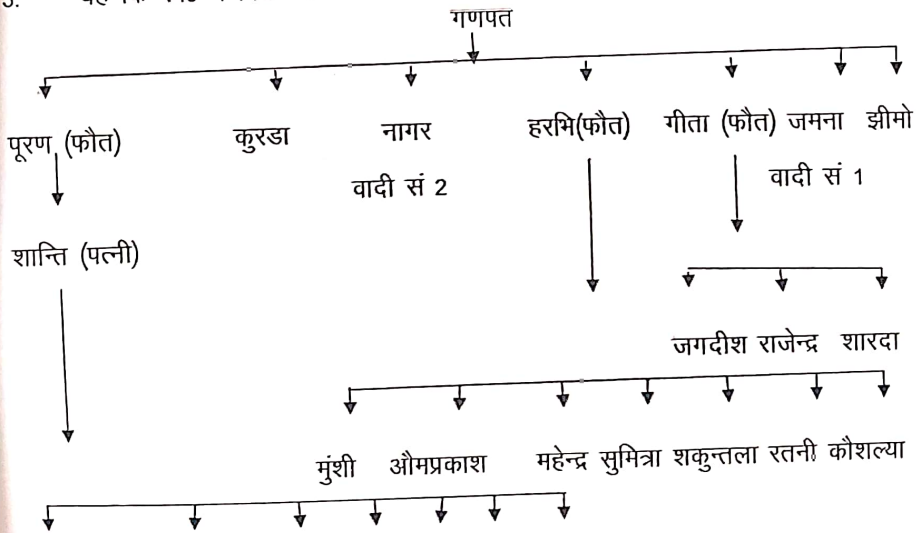 गणपत
पूरण (फौत) कुरडा नागर हरभि(फौत) गीता (फौत) जमना झीमो
वादी सं 2 वादी सं 1
शान्ति (पत्नी)
जगदीश राजेन्द्र शारदा
मुंशी औमप्रकाश महेन्द्र सुमित्रा शकुन्तला रतनी कौशल्या